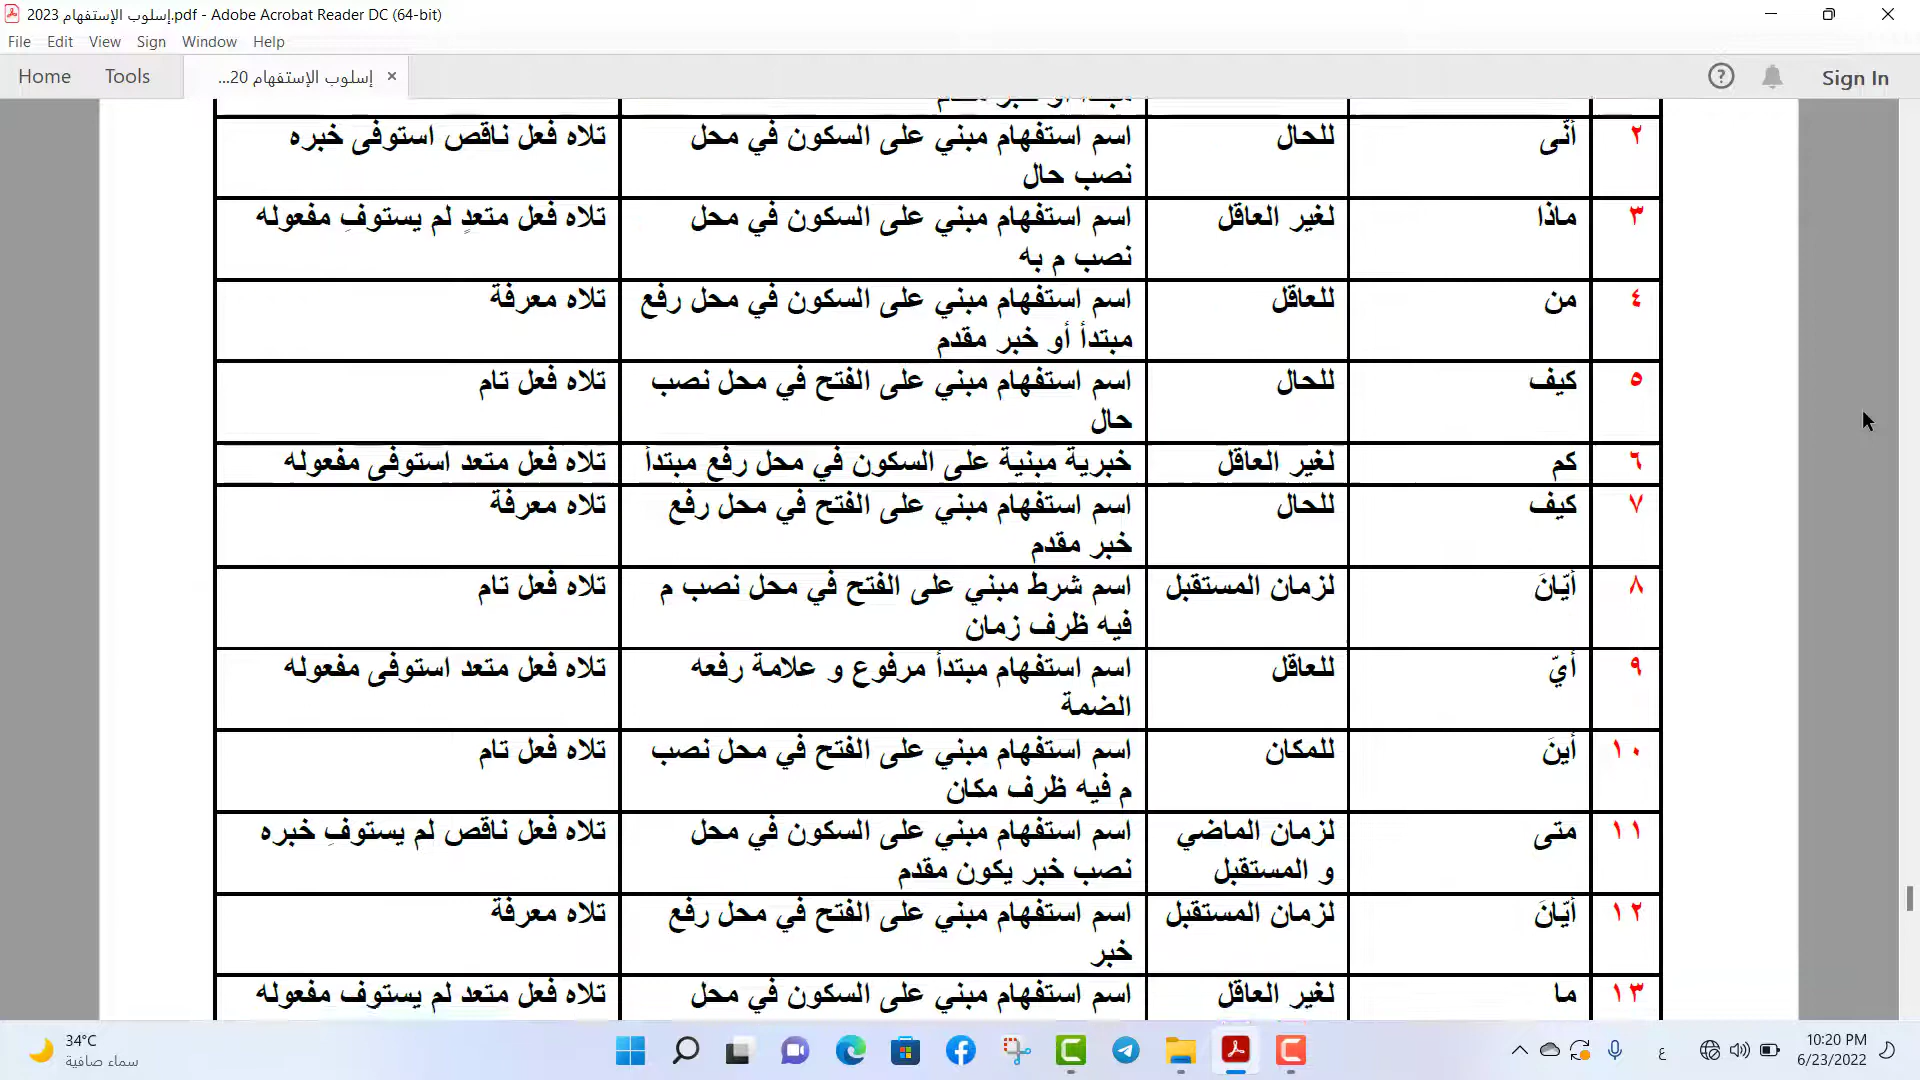 إسلوب الإستفهام 2023.pdf - Adobe Acrobat Reader DC (64-bit)
File Edit View Sign Window Help
Home Tools إسلوب الإستفهام 20... × Sign In
مبتدأ أو خبر مقدم
٢ أنّى للحال اسم استفهام مبني على السكون في محل تلاه فعل ناقص استوفى خبره
نصب حال
٣ ماذا لغير العاقل اسم استفهام مبني على السكون في محل تلاه فعل متعدٍ لم يستوفِ مفعوله
نصب م به
٤ من للعاقل اسم استفهام مبني على السكون في محل رفع تلاه معرفة
مبتدأ أو خبر مقدم
٥ كيف للحال اسم استفهام مبني على الفتح في محل نصب تلاه فعل تام
حال
٦ كم لغير العاقل خبرية مبنية على السكون في محل رفع مبتدأ تلاه فعل متعد استوفى مفعوله
٧ كيف للحال اسم استفهام مبني على الفتح في محل رفع تلاه معرفة
خبر مقدم
٨ أيّانَ لزمان المستقبل اسم شرط مبني على الفتح في محل نصب م تلاه فعل تام
فيه ظرف زمان
٩ أيّ للعاقل اسم استفهام مبتدأ مرفوع و علامة رفعه تلاه فعل متعد استوفى مفعوله
الضمة
١٠ أينَ للمكان اسم استفهام مبني على الفتح في محل نصب تلاه فعل تام
م فيه ظرف مكان
١١ متى لزمان الماضي اسم استفهام مبني على السكون في محل تلاه فعل ناقص لم يستوفِ خبره
و المستقبل نصب خبر يكون مقدم
١٢ أيّانَ لزمان المستقبل اسم استفهام مبني على الفتح في محل رفع تلاه معرفة
خبر
١٣ ما لغير العاقل اسم استفهام مبني على السكون في محل تلاه فعل متعد لم يستوف مفعوله
34°C
سماء صافية
ع
10:20 PM
6/23/2022